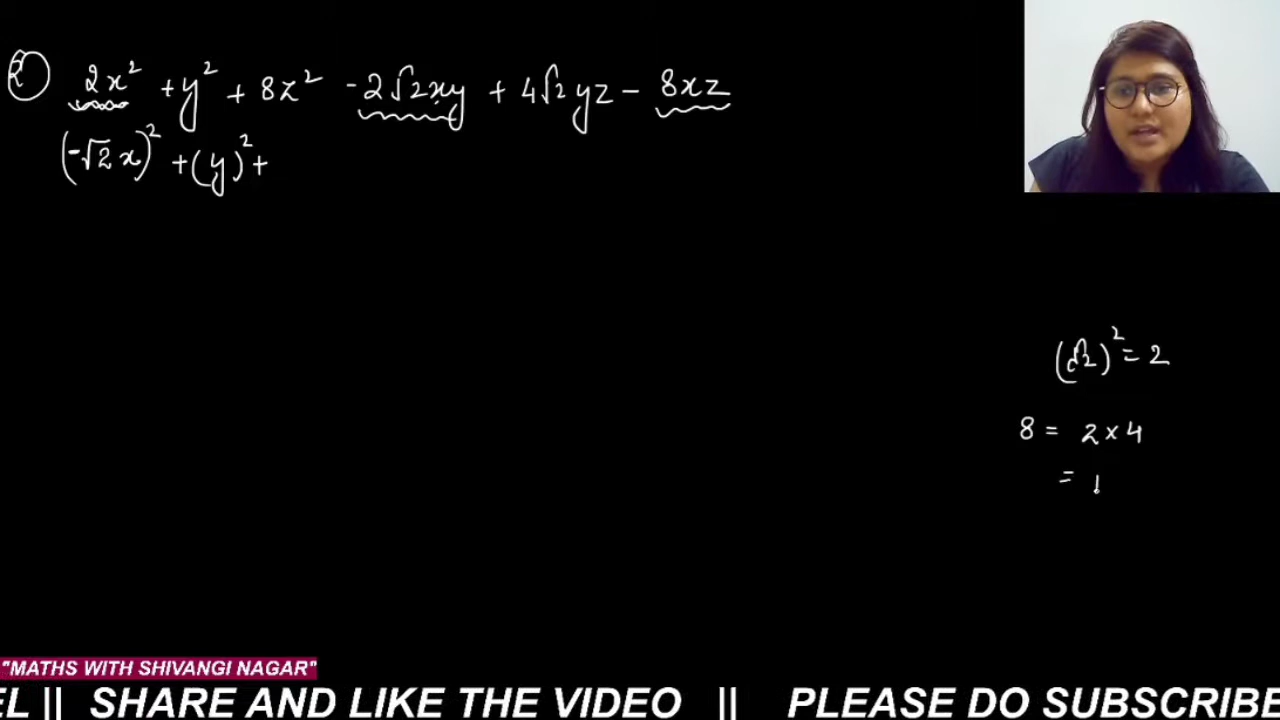 ② 2x² + y² + 8z² - 2√2xy + 4√2yz - 8xz
(-√2x)² + (y)² +
(√2)² = 2
8 = 2 × 4
=
"MATHS WITH SHIVANGI NAGAR"
EL || SHARE AND LIKE THE VIDEO || PLEASE DO SUBSCRIBE